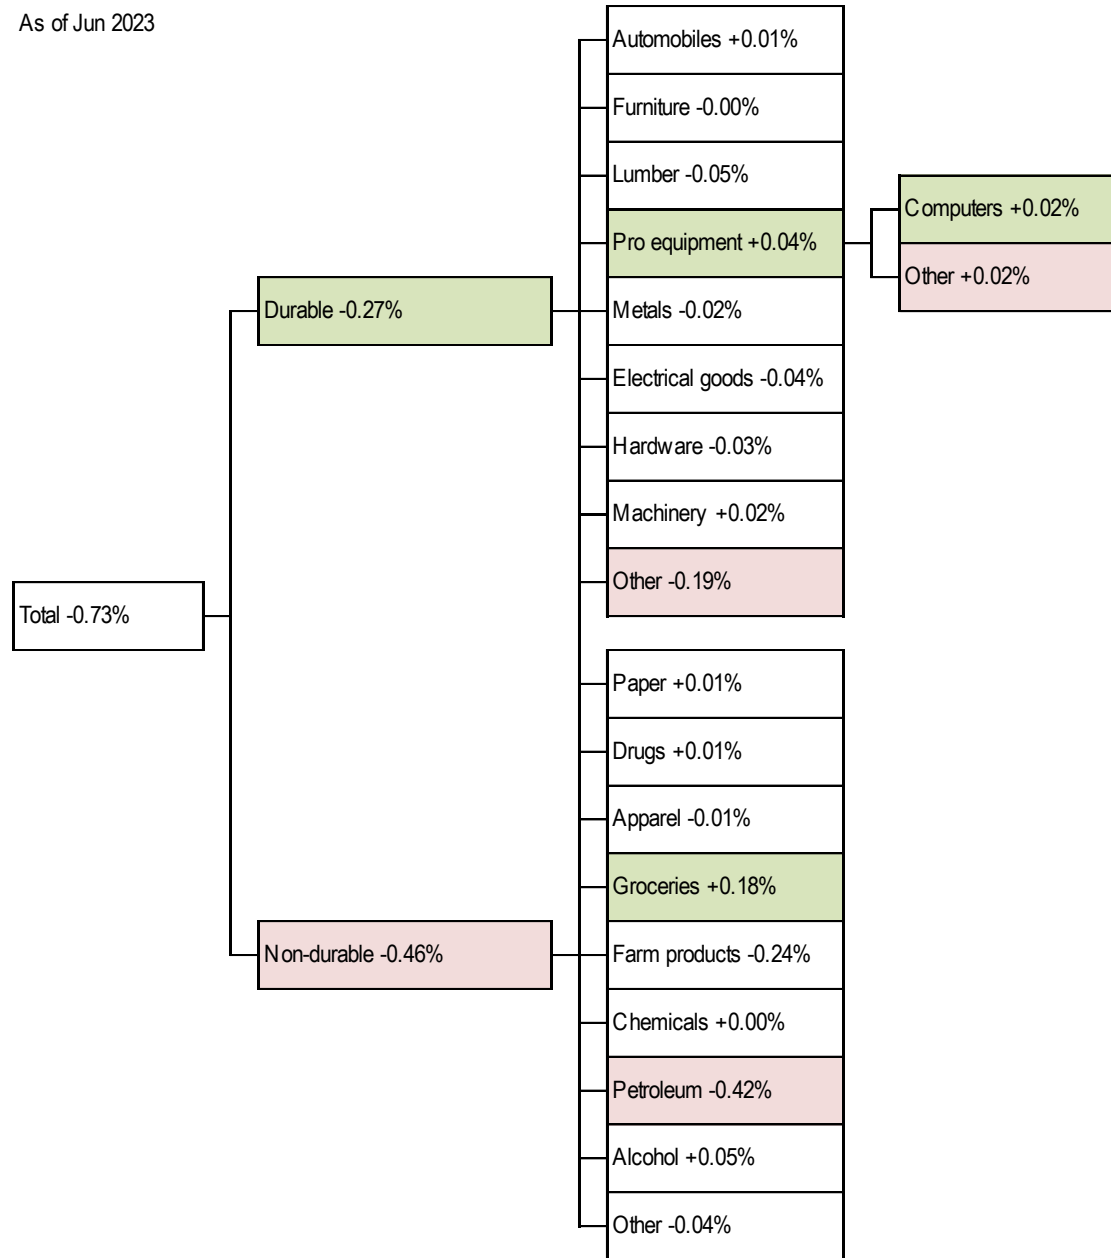 As of Jun 2023
Total -0.73%
Durable -0.27%
Automobiles +0.01%
Furniture -0.00%
Lumber -0.05%
Pro equipment +0.04%
Computers +0.02%
Other +0.02%
Metals -0.02%
Electrical goods -0.04%
Hardware -0.03%
Machinery +0.02%
Other -0.19%
Non-durable -0.46%
Paper +0.01%
Drugs +0.01%
Apparel -0.01%
Groceries +0.18%
Farm products -0.24%
Chemicals +0.00%
Petroleum -0.42%
Alcohol +0.05%
Other -0.04%